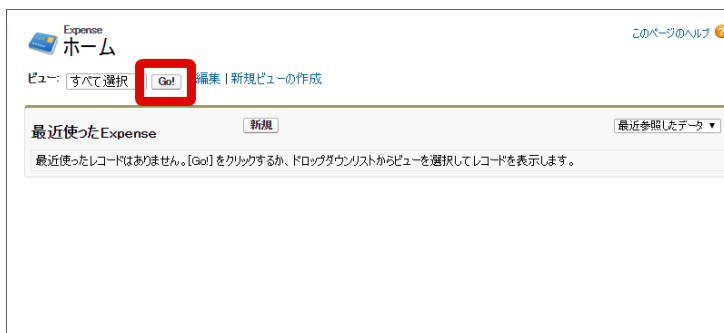 Expense
ホーム
このページのヘルプ
ビュー: すべて選択 Go! 編集 | 新規ビューの作成
最近使ったExpense 新規 最近参照したデータ ▼
最近使ったレコードはありません。[Go!] をクリックするか、ドロップダウンリストからビューを選択してレコードを表示します。